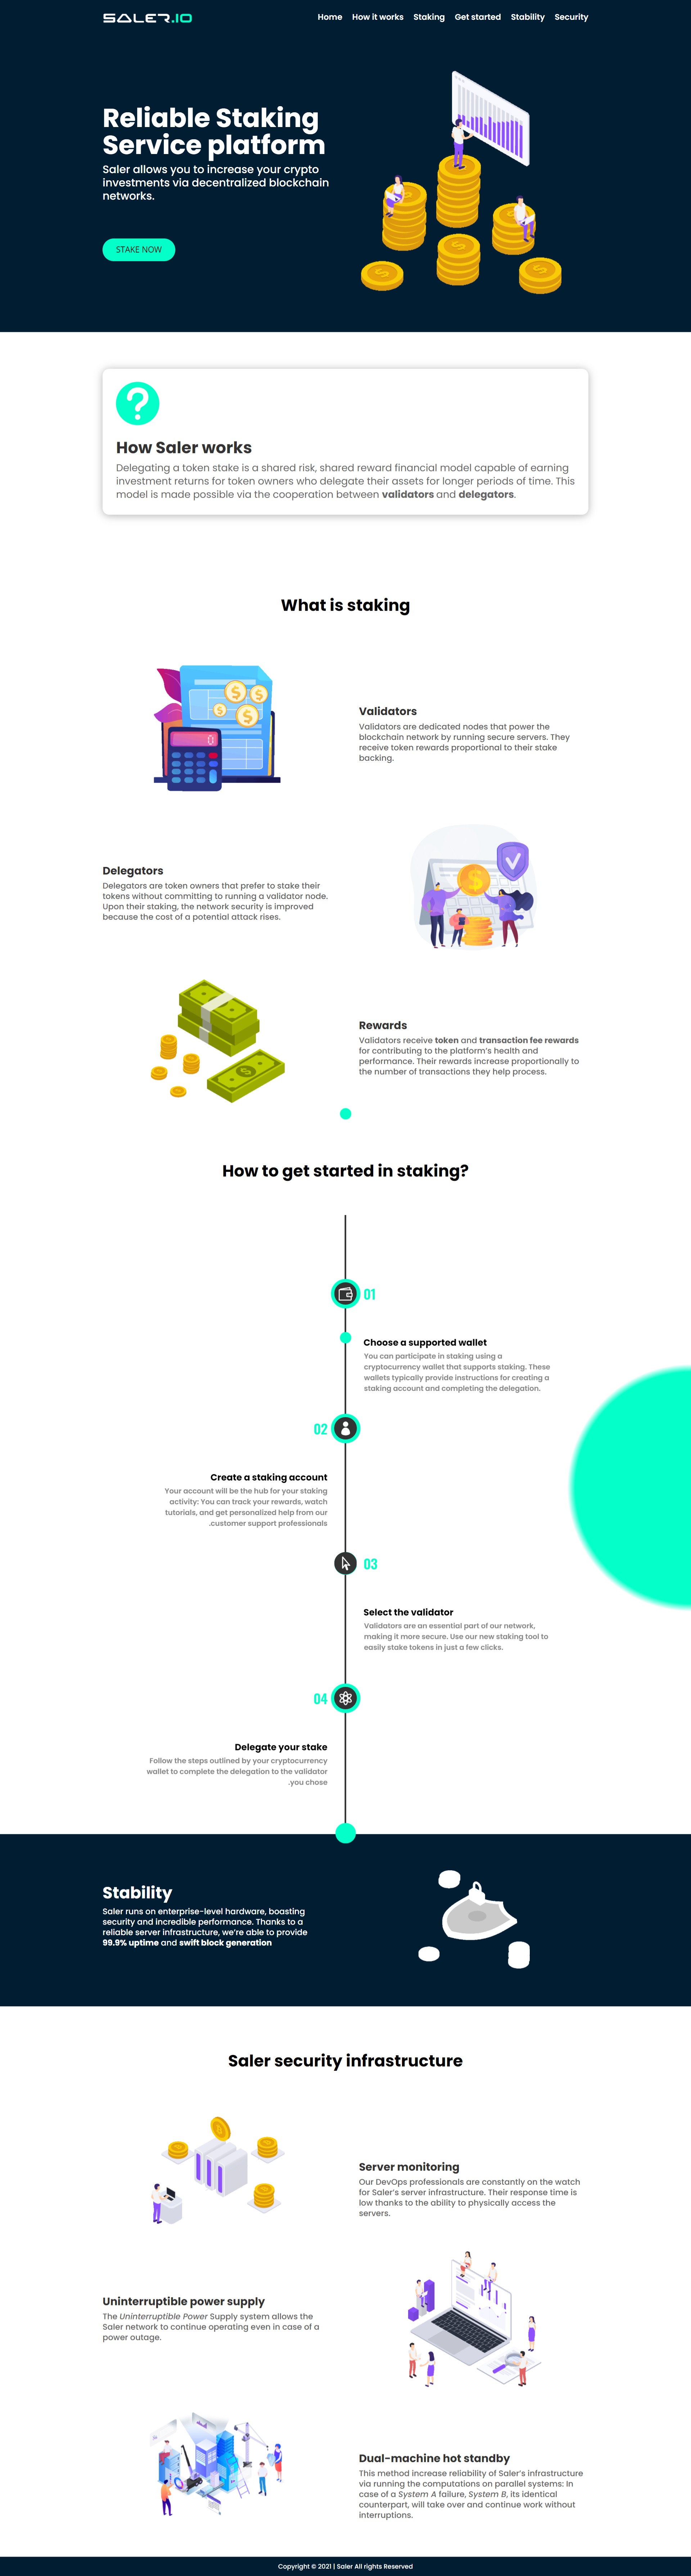 SALER.IO
Home How it works Staking Get started Stability Security
Reliable Staking
Service platform
Saler allows you to increase your crypto
investments via decentralized blockchain
networks.
STAKE NOW
How Saler works
Delegating a token stake is a shared risk, shared reward financial model capable of earning
investment returns for token owners who delegate their assets for longer periods of time. This
model is made possible via the cooperation between validators and delegators.
What is staking
Validators
Validators are dedicated nodes that power the
blockchain network by running secure servers. They
receive token rewards proportional to their stake
backing.
Delegators
Delegators are token owners that prefer to stake their
tokens without committing to running a validator node.
Upon their staking, the network security is improved
because the cost of a potential attack rises.
Rewards
Validators receive token and transaction fee rewards
for contributing to the platform's health and
performance. Their rewards increase proportionally to
the number of transactions they help process.
How to get started in staking?
01
Choose a supported wallet
You can participate in staking using a
cryptocurrency wallet that supports staking. These
wallets typically provide instructions for creating a
staking account and completing the delegation.
02
Create a staking account
Your account will be the hub for your staking
activity: You can track your rewards, watch
tutorials, and get personalized help from our
.customer support professionals
03
Select the validator
Validators are an essential part of our network,
making it more secure. Use our new staking tool to
easily stake tokens in just a few clicks.
04
Delegate your stake
Follow the steps outlined by your cryptocurrency
wallet to complete the delegation to the validator
.you chose
Stability
Saler runs on enterprise-level hardware, boasting
security and incredible performance. Thanks to a
reliable server infrastructure, we're able to provide
99.9% uptime and swift block generation
Saler security infrastructure
Server monitoring
Our DevOps professionals are constantly on the watch
for Saler's server infrastructure. Their response time is
low thanks to the ability to physically access the
servers.
Uninterruptible power supply
The Uninterruptible Power Supply system allows the
Saler network to continue operating even in case of a
power outage.
Dual-machine hot standby
This method increase reliability of Saler's infrastructure
via running the computations on parallel systems: In
case of a System A failure, System B, its identical
counterpart, will take over and continue work without
interruptions.
Copyright © 2021 | Saler All rights Reserved